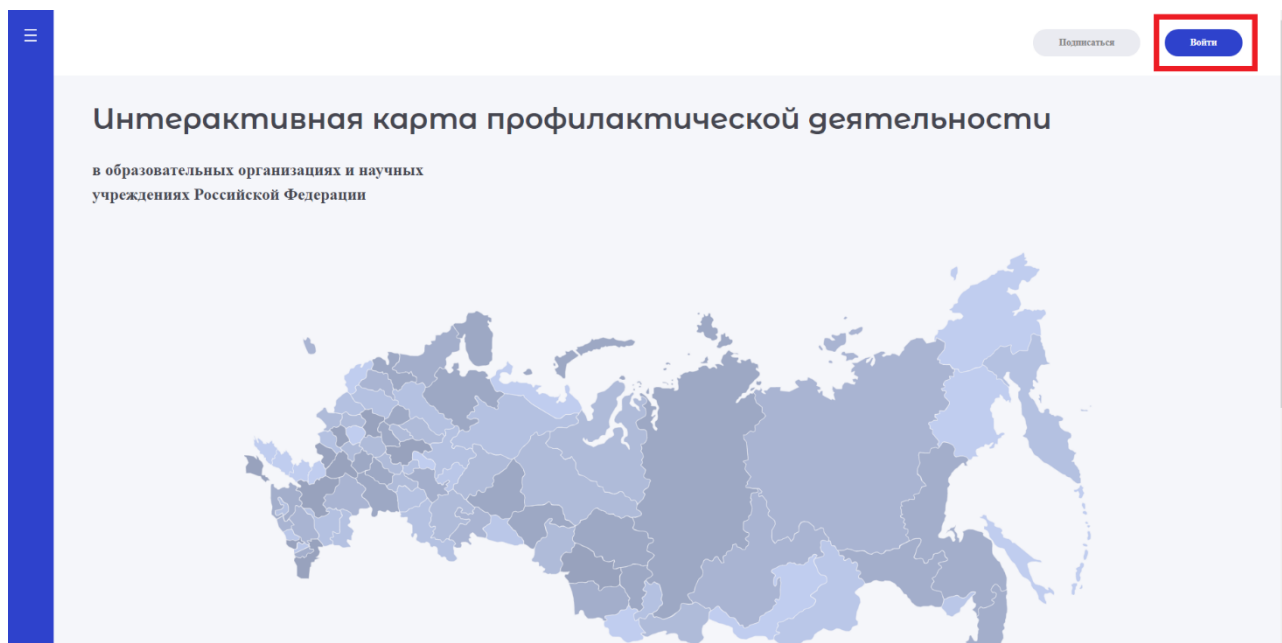 Подписаться
Войти
Интерактивная карта профилактической деятельности
в образовательных организациях и научных
учреждениях Российской Федерации